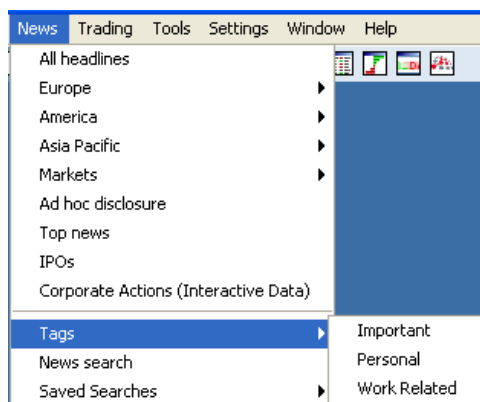 News Trading Tools Settings Window Help
All headlines
Europe
America
Asia Pacific
Markets
Ad hoc disclosure
Top news
IPOs
Corporate Actions (Interactive Data)
Tags
Important
News search
Personal
Saved Searches
Work Related